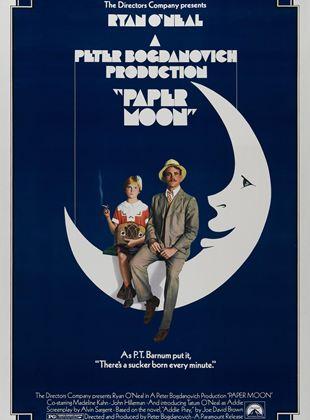 The Directors Company presents
RYAN O'NEAL
A
PETER BOGDANOVICH
PRODUCTION
"PAPER
MOON"
As P.T. Barnum put it,
"There's a sucker born every minute."
The Directors Company presents Ryan O'Neal in A Peter Bogdanovich Production "PAPER MOON"
Co-starring Madeline Kahn · John Hillerman · And introducing Tatum O'Neal as Addie
Screenplay by Alvin Sargent · Based on the novel, "Addie Pray," by Joe David Brown
PG
Directed and Produced by Peter Bogdanovich · A Paramount Release